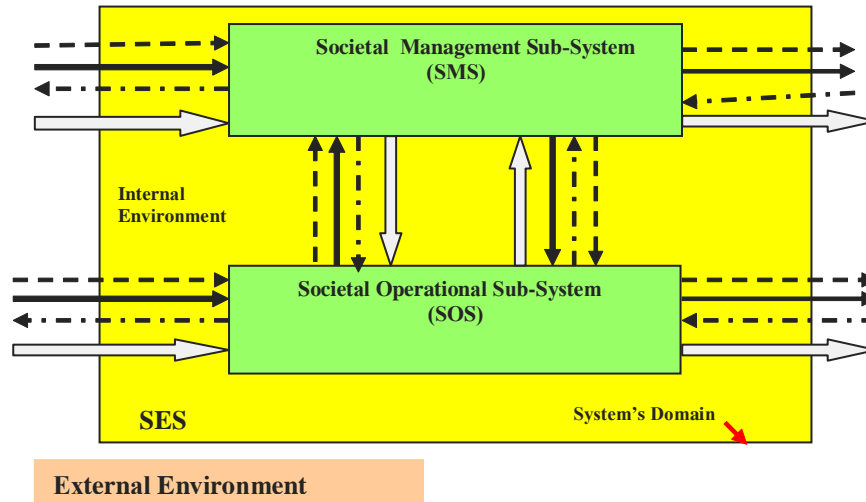 Societal Management Sub-System
(SMS)
Internal
Environment
Societal Operational Sub-System
(SOS)
SES
System's Domain
External Environment